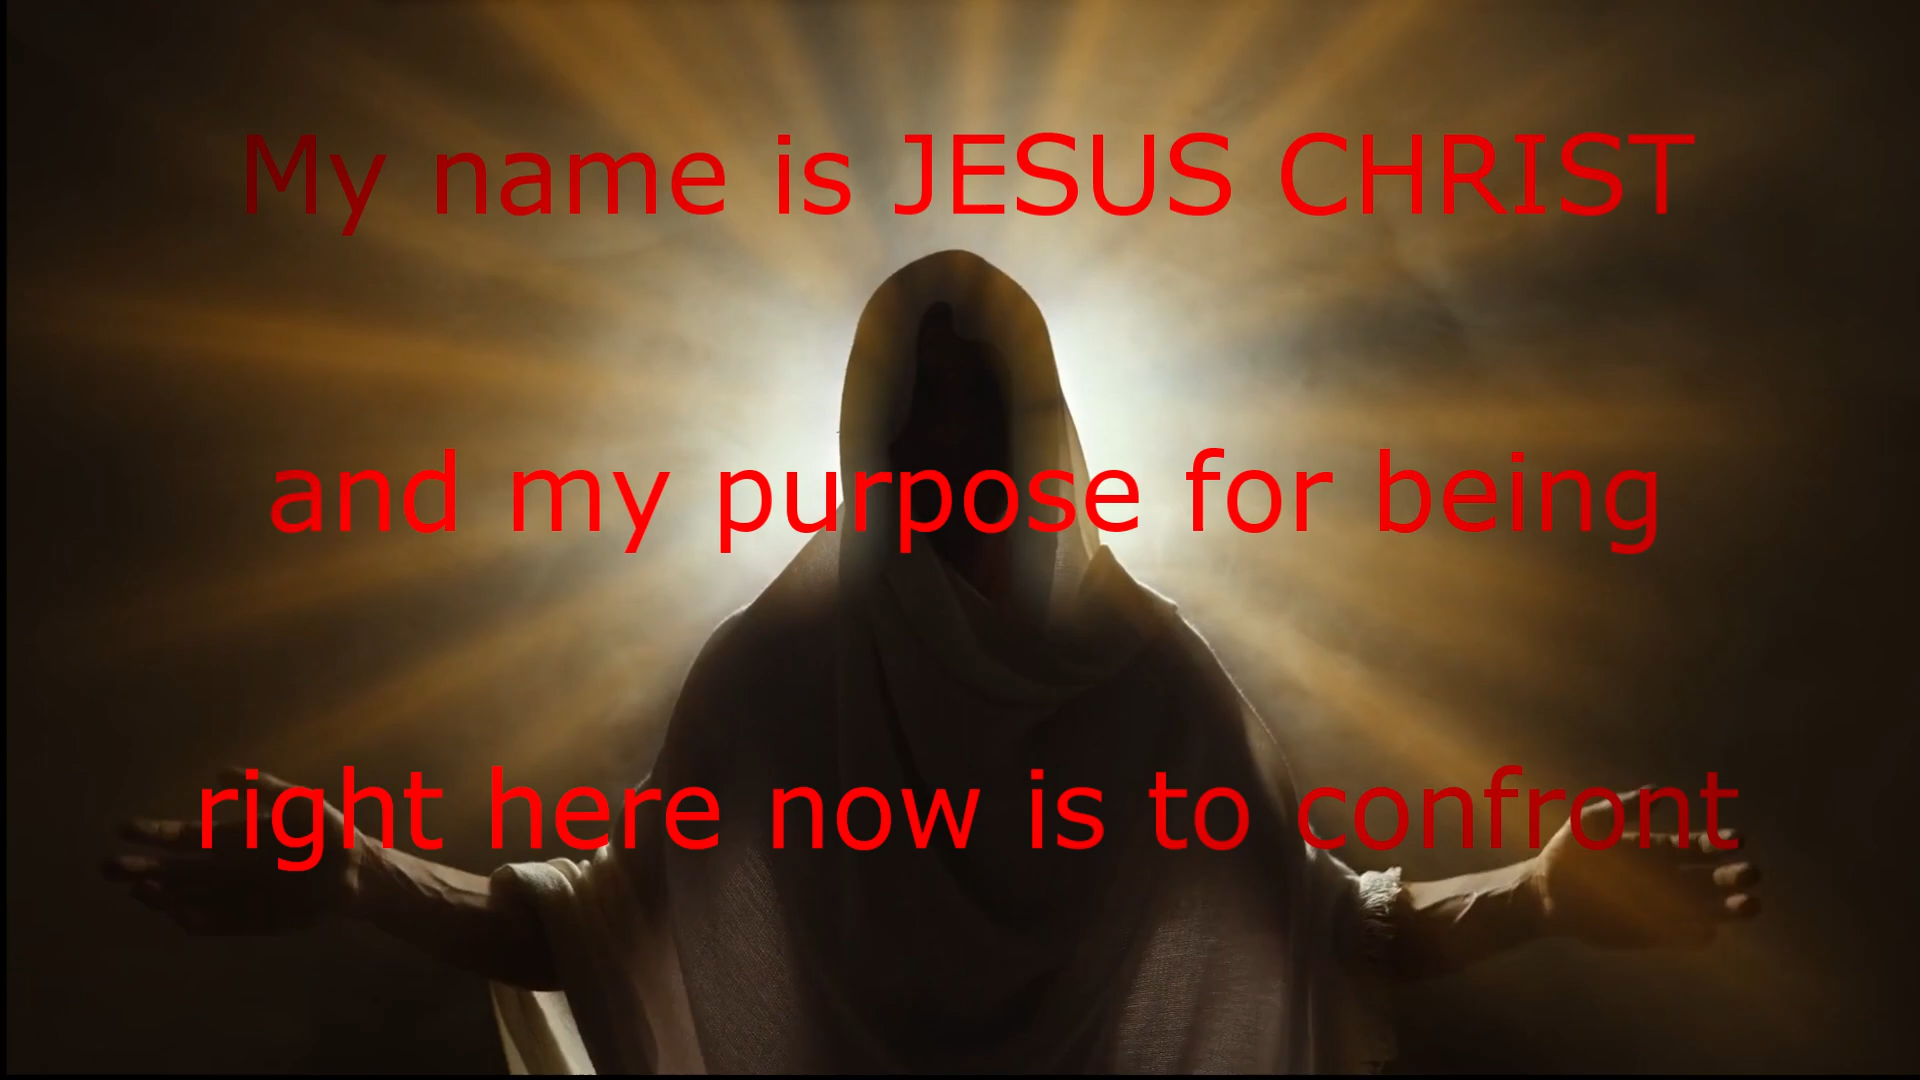 My name is JESUS CHRIST
and my purpose for being
right here now is to confront